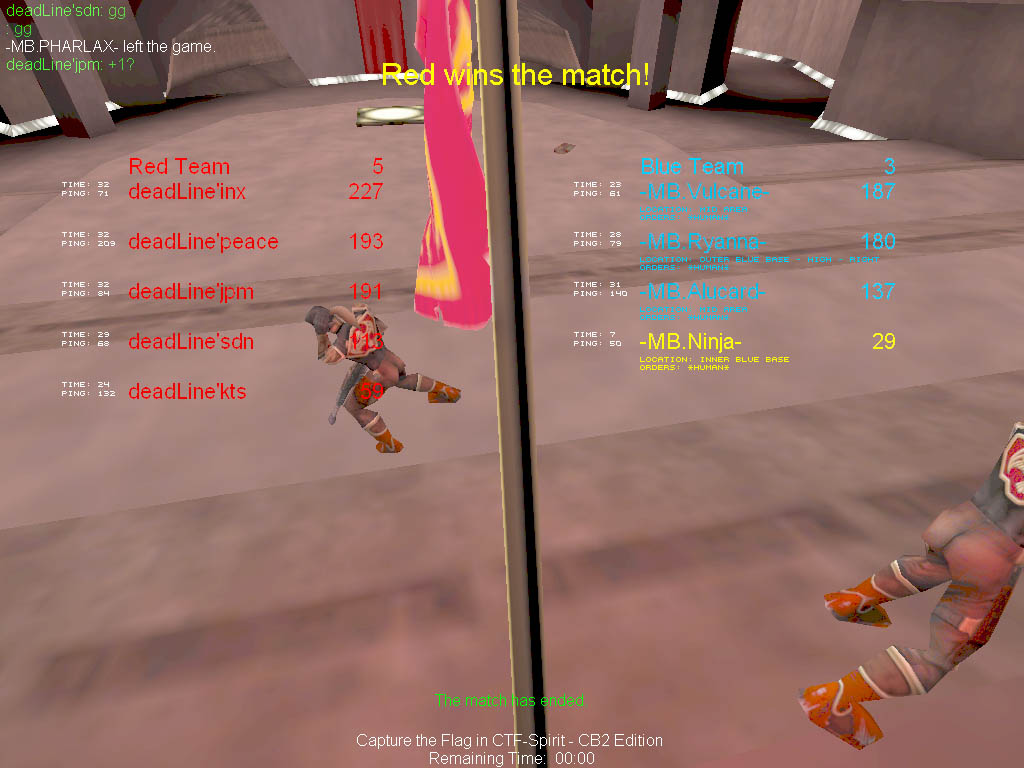 deadLine'sdn: gg
: gg
-MB.PHARLAX- left the game.
deadLine'jpm: +1?
Red wins the match!
Red Team 5
TIME: 32
PING: 71
deadLine'inx 227
TIME: 32
PING: 209
deadLine'peace 193
TIME: 32
PING: 84
deadLine'jpm 191
TIME: 29
PING: 68
deadLine'sdn
TIME: 24
PING: 132
deadLine'kts
Blue Team 3
TIME: 23
PING: 61
-MB.Vulcane- 187
TIME: 28
PING: 79
-MB.Ryanna- 180
LOCATION: OUTER BLUE BASE - HIGH - RIGHT
ORDERS: *HUMAN*
TIME: 31
PING: 140
-MB.Alucard- 137
TIME: 7
PING: 50
-MB.Ninja- 29
LOCATION: INNER BLUE BASE
ORDERS: *HUMAN*
The match has ended.
Capture the Flag in CTF-Spirit - CB2 Edition
Remaining Time: 00:00